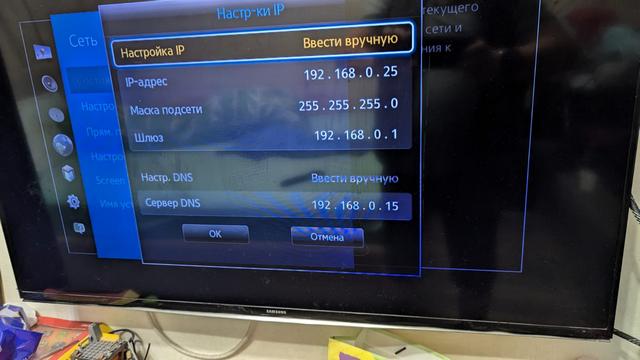 Настр-ки IP
текущего
Сеть
сети и
Настройка IP
Ввести вручную
IP-адрес
192.168.0.25
Маска подсети
255.255.255.0
Шлюз
192.168.0.1
Настр. DNS
Ввести вручную
Сервер DNS
192.168.0.15
OK
Отмена
Прям.
Screen
SAMSUNG